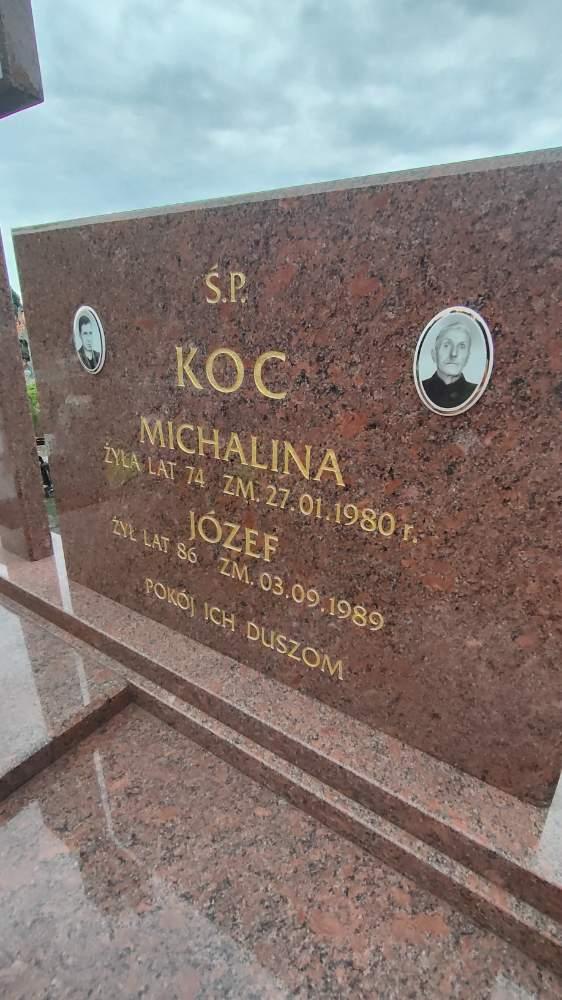 Ś.P.
KOC
MICHALINA
ŻYŁA LAT 74 ZM. 27.01.1980 r.
JÓZEF
ŻYŁ LAT 86 ZM. 03.09.1989
POKÓJ ICH DUSZOM